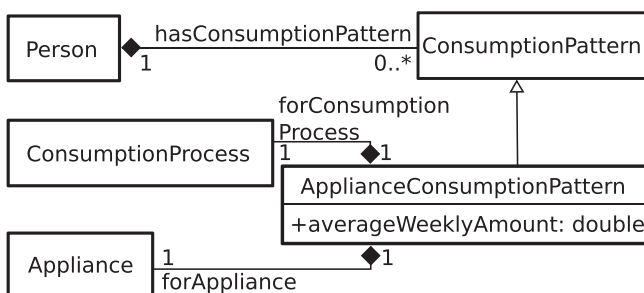 hasConsumptionPattern
Person
ConsumptionPattern
1
0..*
forConsumption
Process
ConsumptionProcess
1
1
ApplianceConsumptionPattern
+averageWeeklyAmount: double
Appliance
1
1
forAppliance